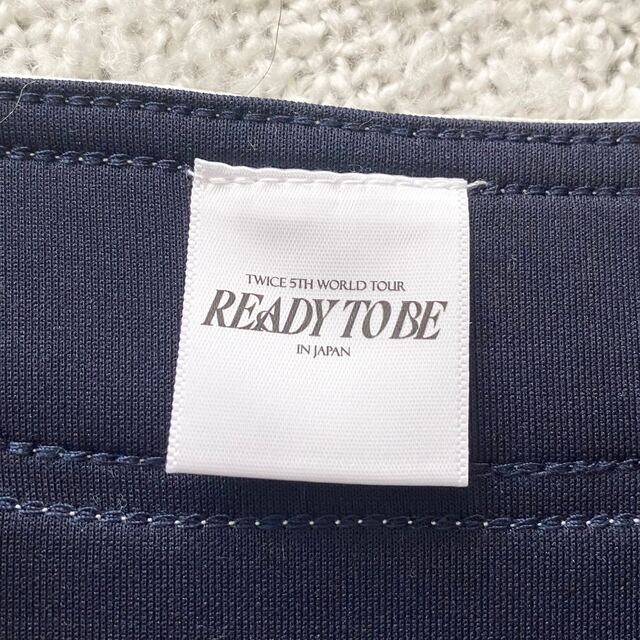 TWICE 5TH WORLD TOUR
READY TO BE
IN JAPAN